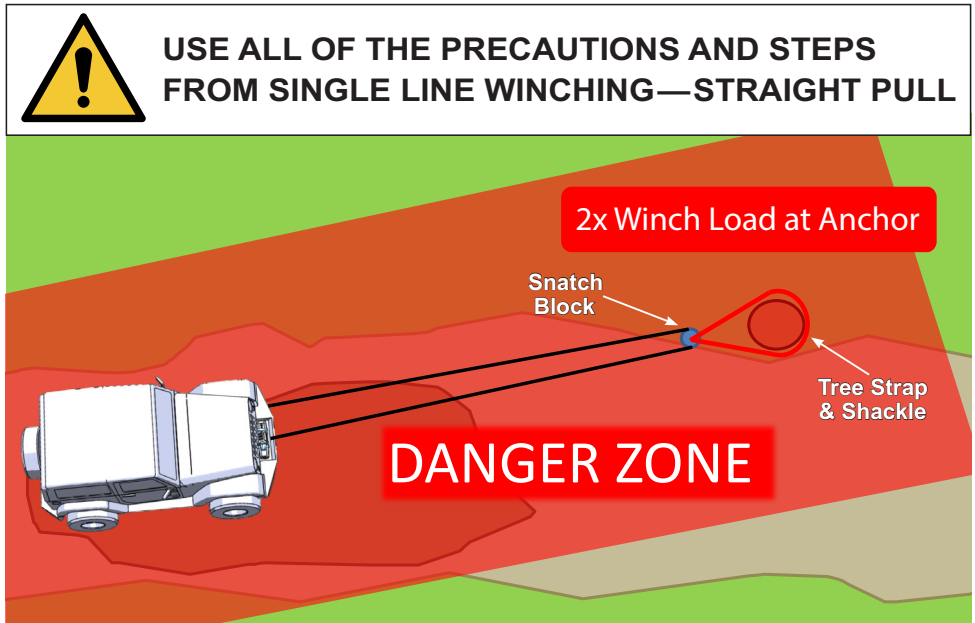 USE ALL OF THE PRECAUTIONS AND STEPS
FROM SINGLE LINE WINCHING—STRAIGHT PULL
2x Winch Load at Anchor
Snatch
Block
Tree Strap
& Shackle
DANGER ZONE